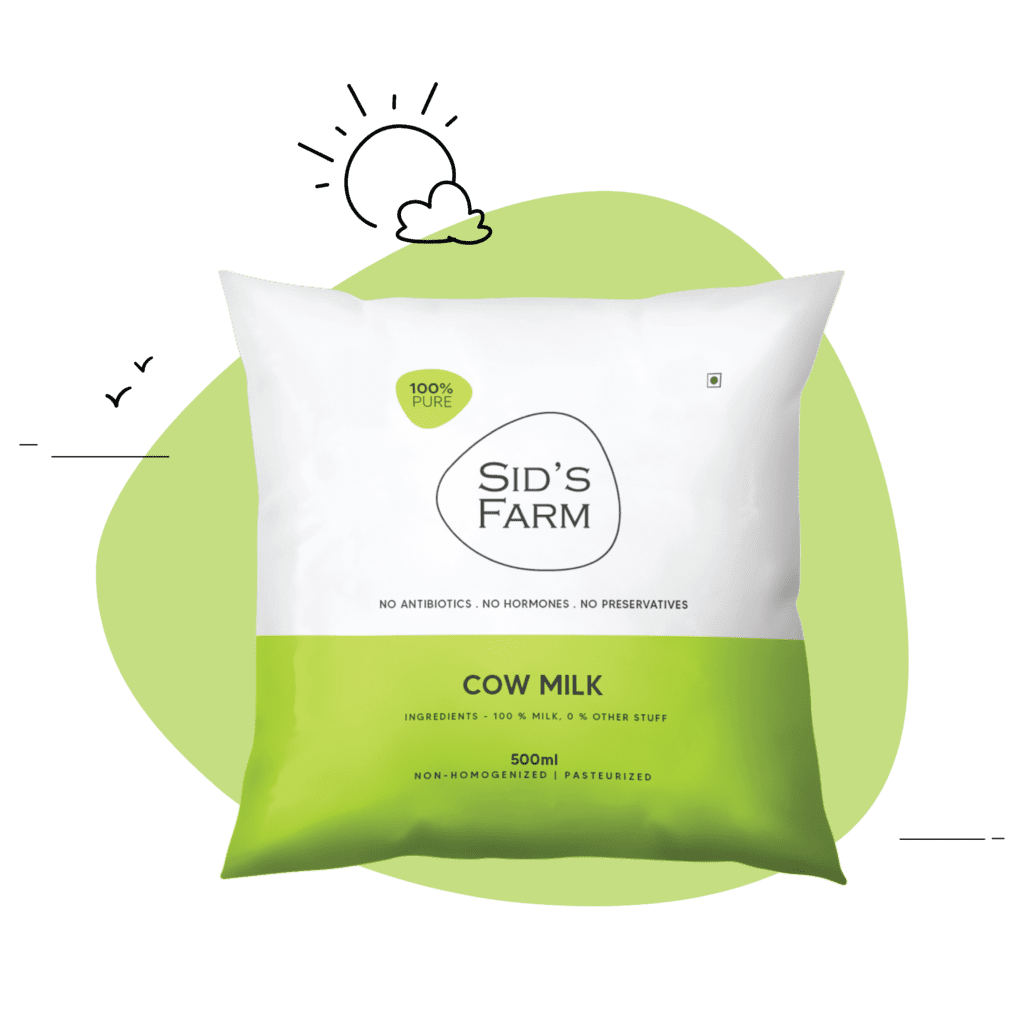 100%
PURE
SID'S
FARM
NO ANTIBIOTICS . NO HORMONES . NO PRESERVATIVES
COW MILK
INGREDIENTS - 100 % MILK, 0 % OTHER STUFF
500ml
NON-HOMOGENIZED | PASTEURIZED